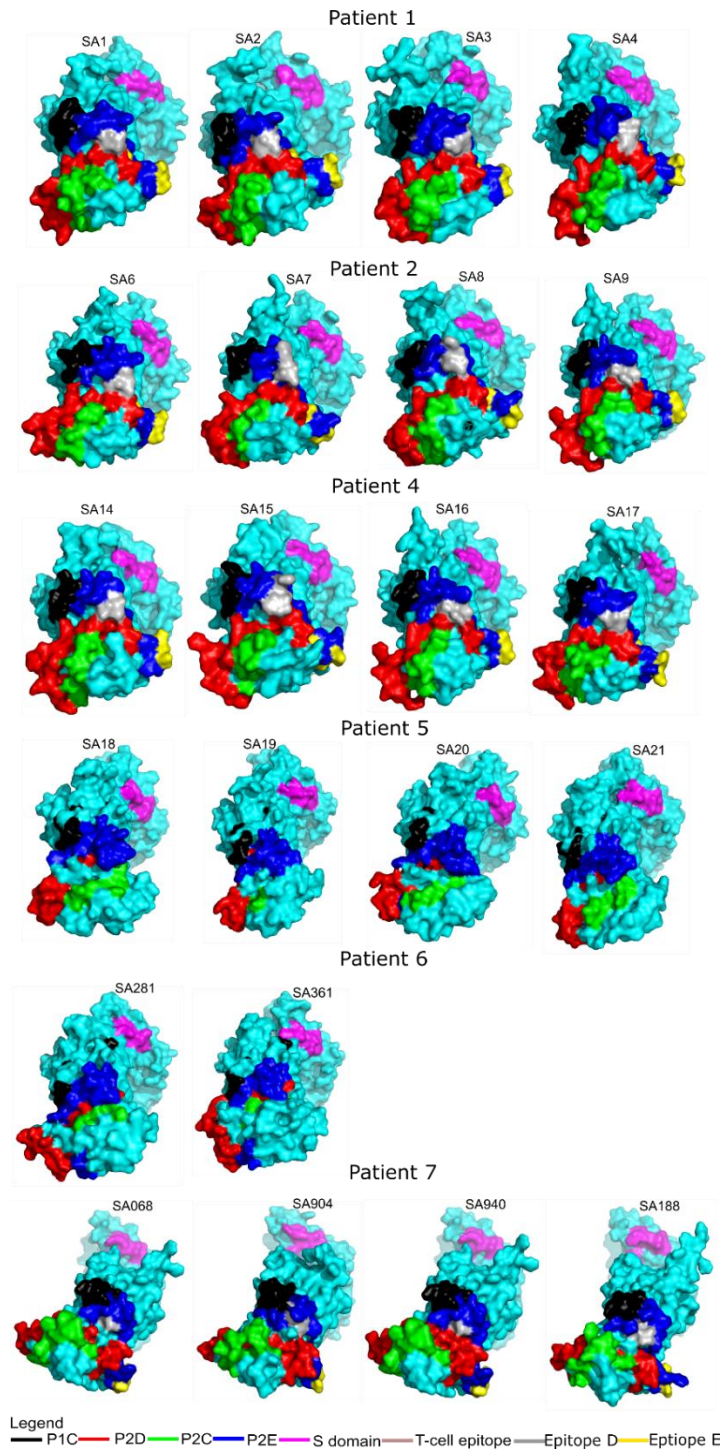 Patient 1
SA1 SA2 SA3 SA4
Patient 2
SA6 SA7 SA8 SA9
Patient 4
SA14 SA15 SA16 SA17
Patient 5
SA18 SA19 SA20 SA21
Patient 6
SA281 SA361
Patient 7
SA068 SA904 SA940 SA188
Legend
P1C P2D P2C P2E S domain T-cell epitope Epitope D Eptiope E